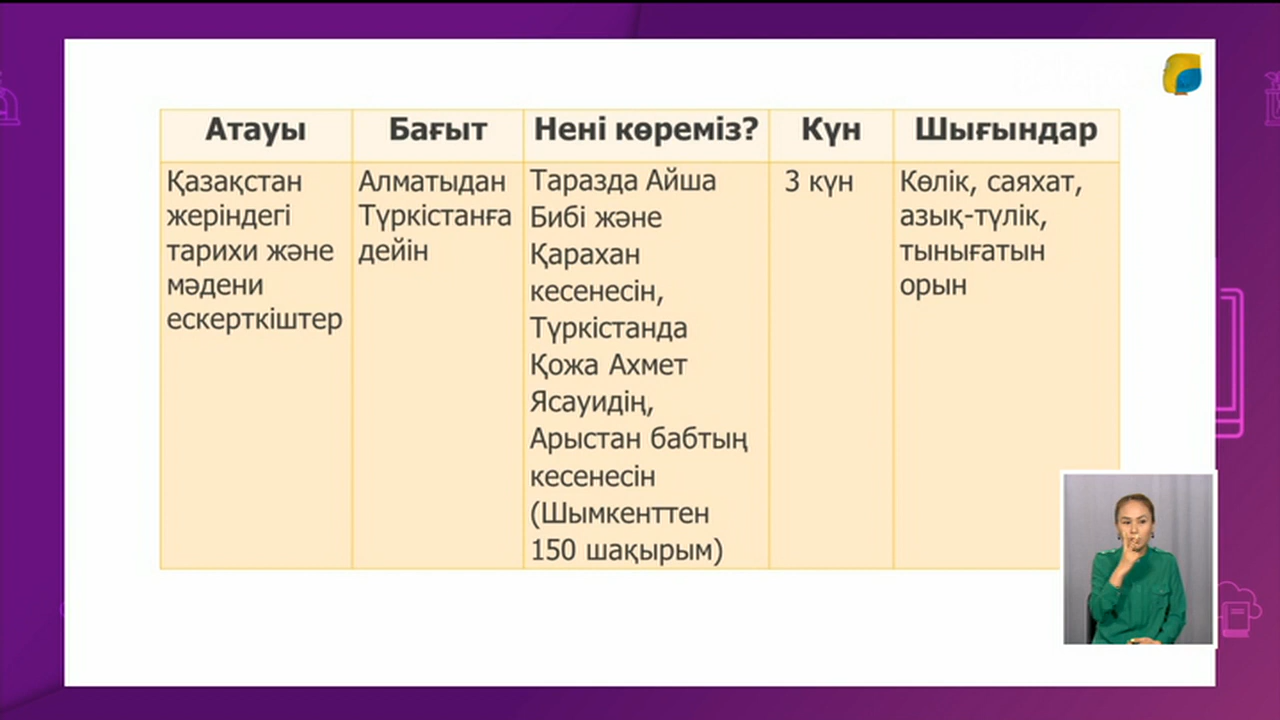 Атауы
Бағыт
Нені көреміз?
Күн
Шығындар
Қазақстан
жеріндегі
тарихи және
мәдени
ескерткіштер
Алматыдан
Түркістанға
дейін
Таразда Айша
Бибі және
Қарахан
кесенесін,
Түркістанда
Қожа Ахмет
Ясауидің,
Арыстан бабтың
кесенесін
(Шымкенттен
150 шақырым)
3 күн
Көлік, саяхат,
азық-түлік,
тынығатын
орын